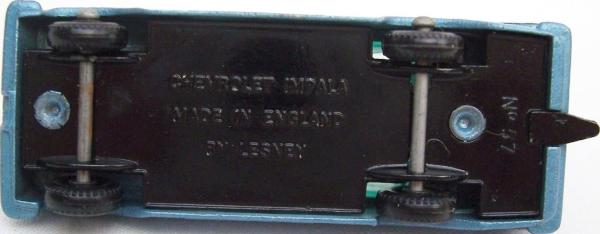 CHEVROLET IMPALA
MADE IN ENGLAND
BY LESNEY
No 57